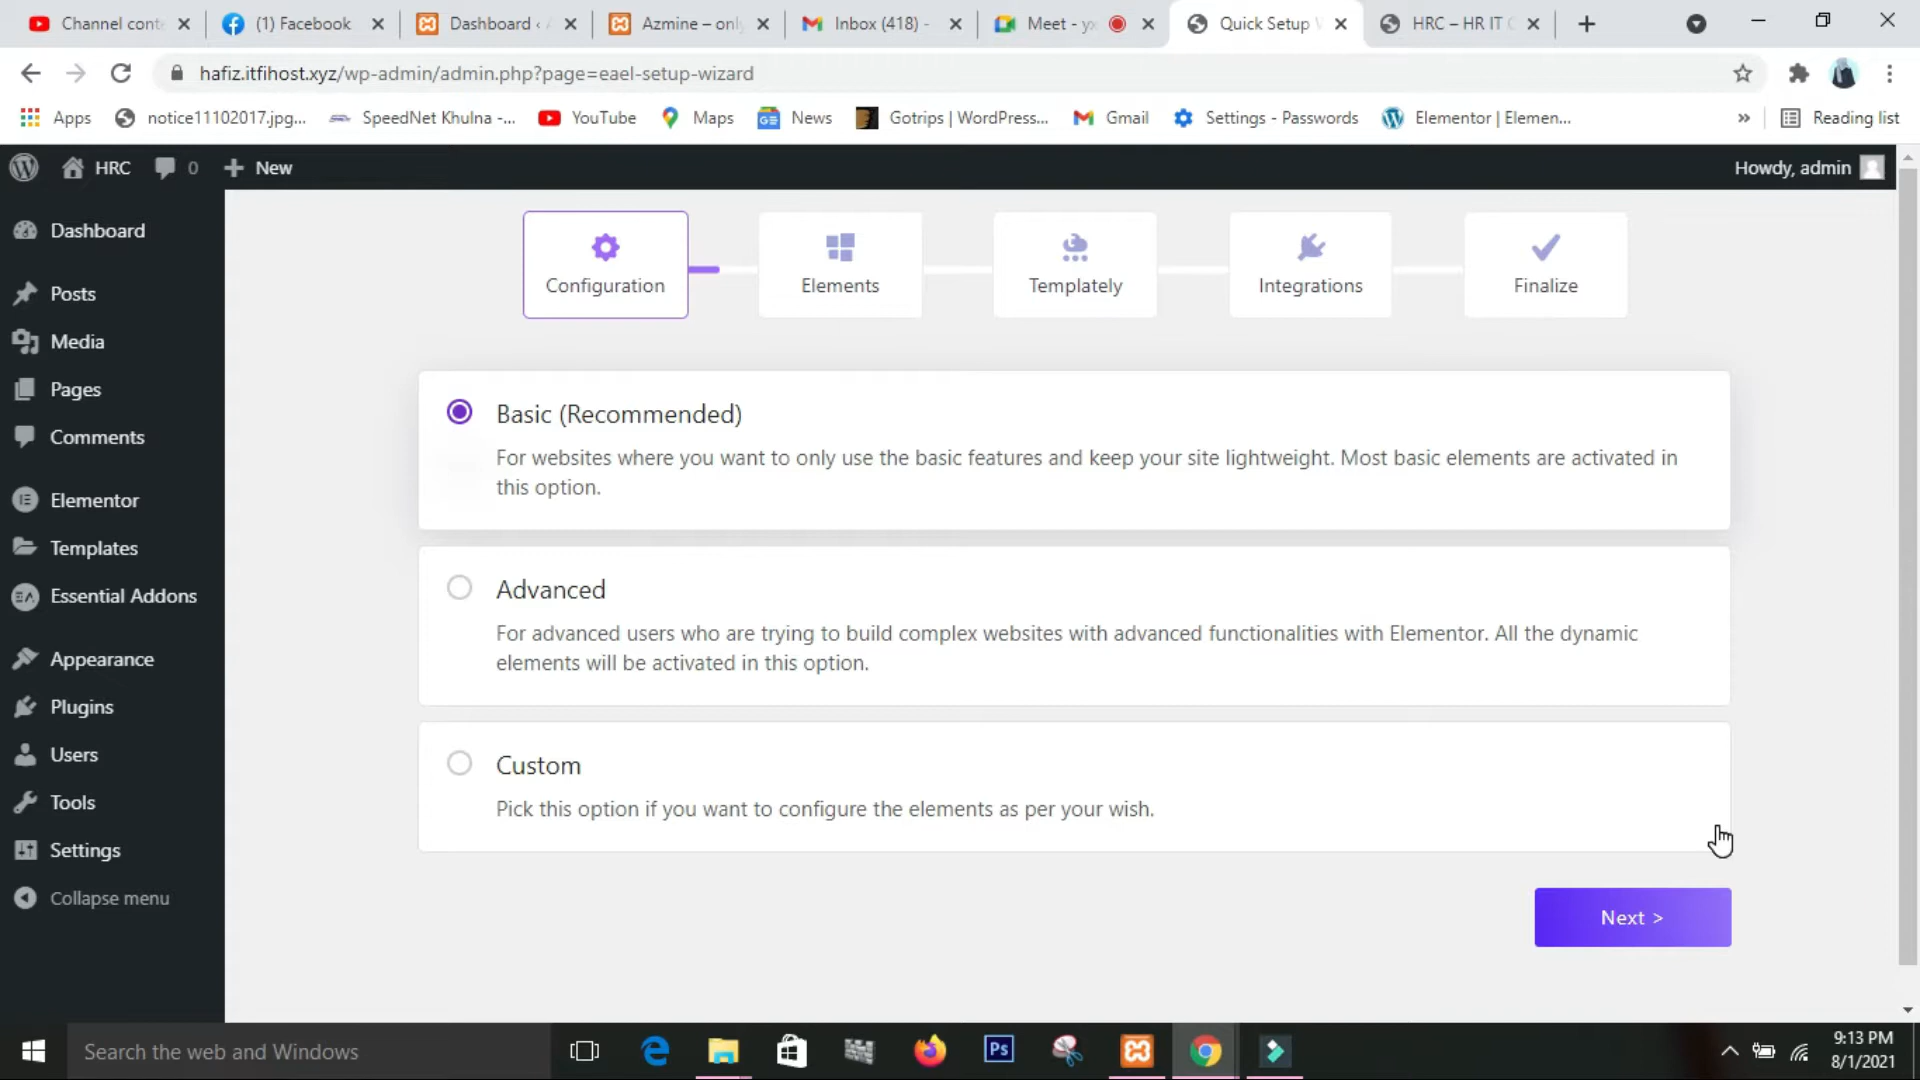 Channel conte
(1) Facebook
Dashboard ‹ A
Azmine – only
Inbox (418) -
Meet - yx
Quick Setup W
HRC – HR IT C
hafiz.itfihost.xyz/wp-admin/admin.php?page=eael-setup-wizard
Apps
notice11102017.jpg...
SpeedNet Khulna -...
YouTube
Maps
News
Gotrips | WordPress...
Gmail
Settings - Passwords
Elementor | Elemen...
»
Reading list
HRC
0
New
Howdy, admin
Dashboard
Posts
Media
Pages
Comments
Elementor
Templates
Essential Addons
Appearance
Plugins
Users
Tools
Settings
Collapse menu
Configuration
Elements
Templately
Integrations
Finalize
Basic (Recommended)
For websites where you want to only use the basic features and keep your site lightweight. Most basic elements are activated in
this option.
Advanced
For advanced users who are trying to build complex websites with advanced functionalities with Elementor. All the dynamic
elements will be activated in this option.
Custom
Pick this option if you want to configure the elements as per your wish.
Next >
Search the web and Windows
Ps
9:13 PM
8/1/2021